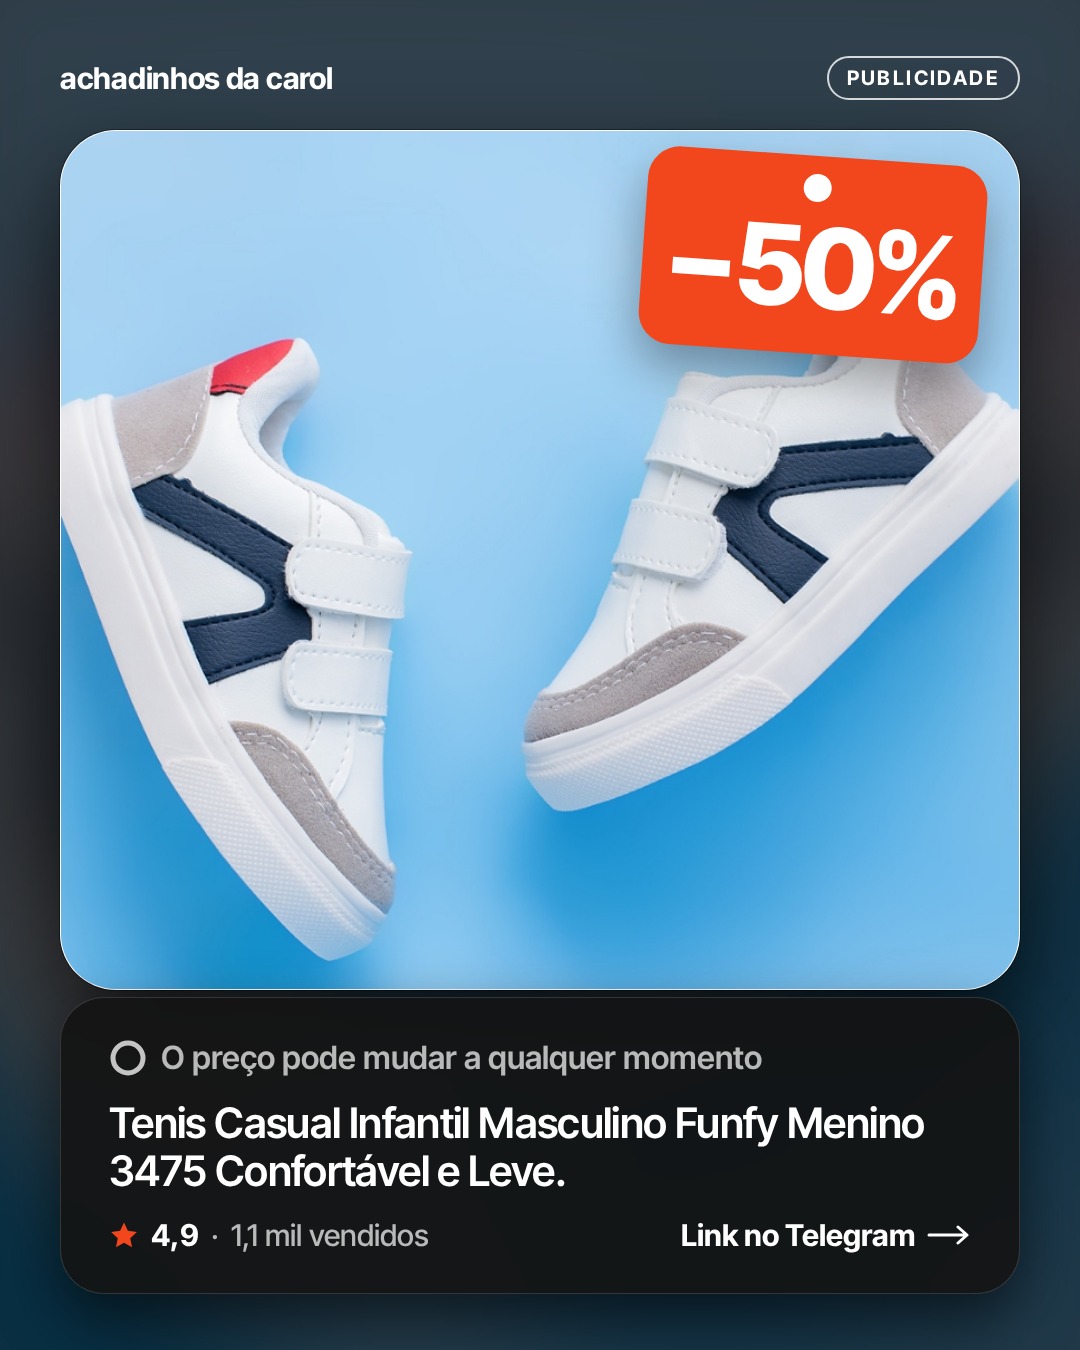 achadinhos da carol
PUBLICIDADE
–50%
O preço pode mudar a qualquer momento
Tenis Casual Infantil Masculino Funfy Menino
3475 Confortável e Leve.
4,9 · 1,1 mil vendidos
Link no Telegram →